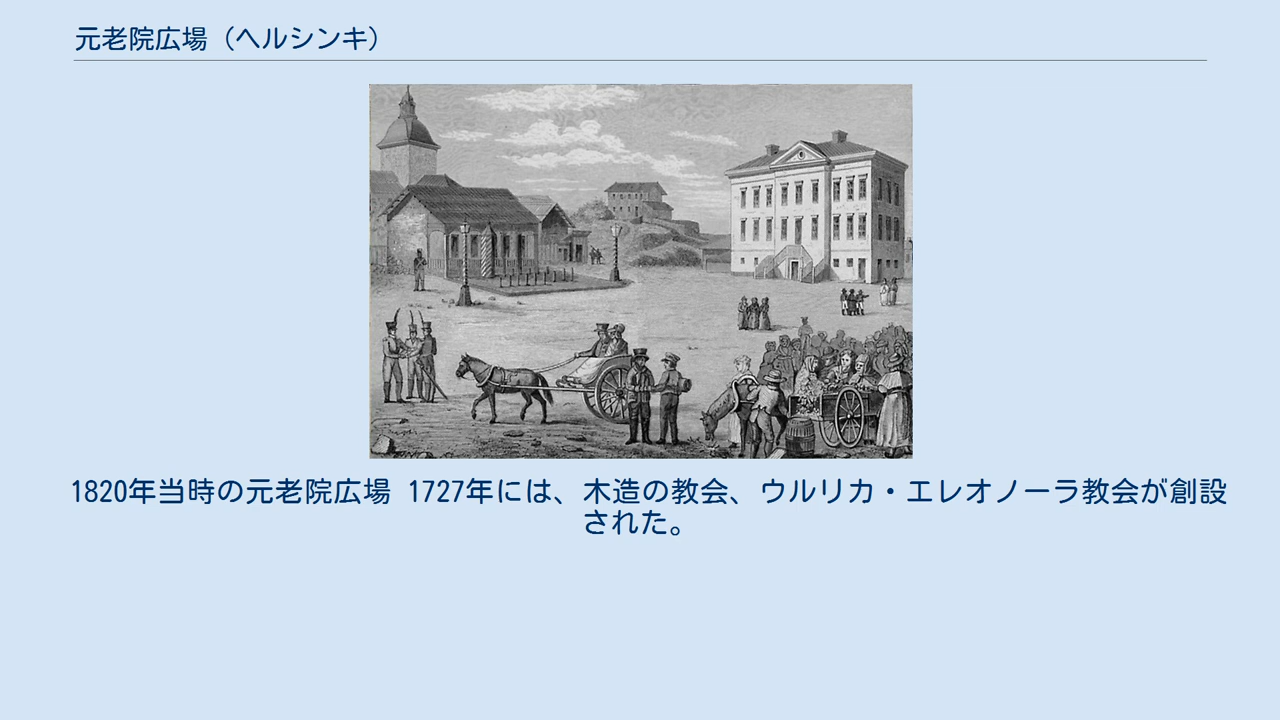 元老院広場（ヘルシンキ）
1820年当時の元老院広場 1727年には、木造の教会、ウルリカ・エレオノーラ教会が創設
された。